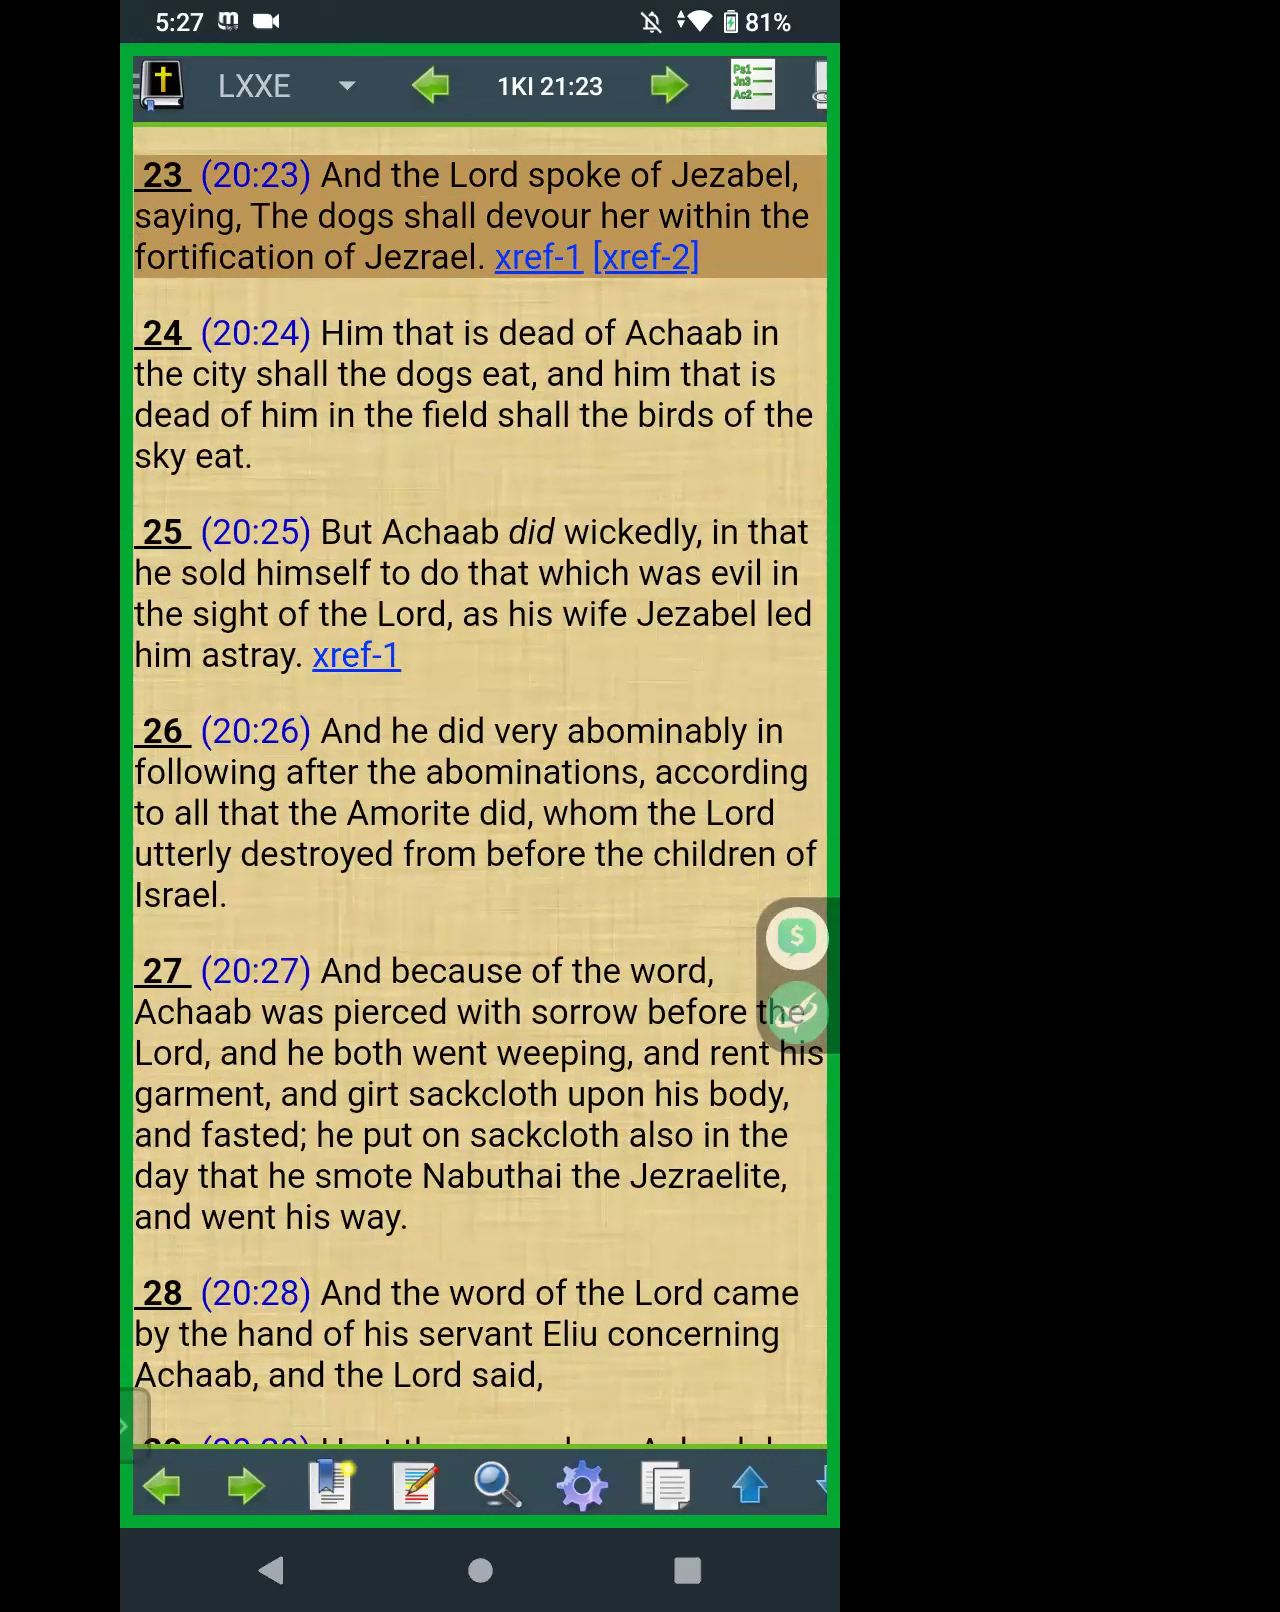 5:27
81%
LXXE
1KI 21:23
Ps1
Jn3
Ac2
23 (20:23) And the Lord spoke of Jezabel,
saying, The dogs shall devour her within the
fortification of Jezrael. xref-1 [xref-2]
24 (20:24) Him that is dead of Achaab in
the city shall the dogs eat, and him that is
dead of him in the field shall the birds of the
sky eat.
25 (20:25) But Achaab did wickedly, in that
he sold himself to do that which was evil in
the sight of the Lord, as his wife Jezabel led
him astray. xref-1
26 (20:26) And he did very abominably in
following after the abominations, according
to all that the Amorite did, whom the Lord
utterly destroyed from before the children of
Israel.
27 (20:27) And because of the word,
Achaab was pierced with sorrow before the
Lord, and he both went weeping, and rent his
garment, and girt sackcloth upon his body,
and fasted; he put on sackcloth also in the
day that he smote Nabuthai the Jezraelite,
and went his way.
28 (20:28) And the word of the Lord came
by the hand of his servant Eliu concerning
Achaab, and the Lord said,